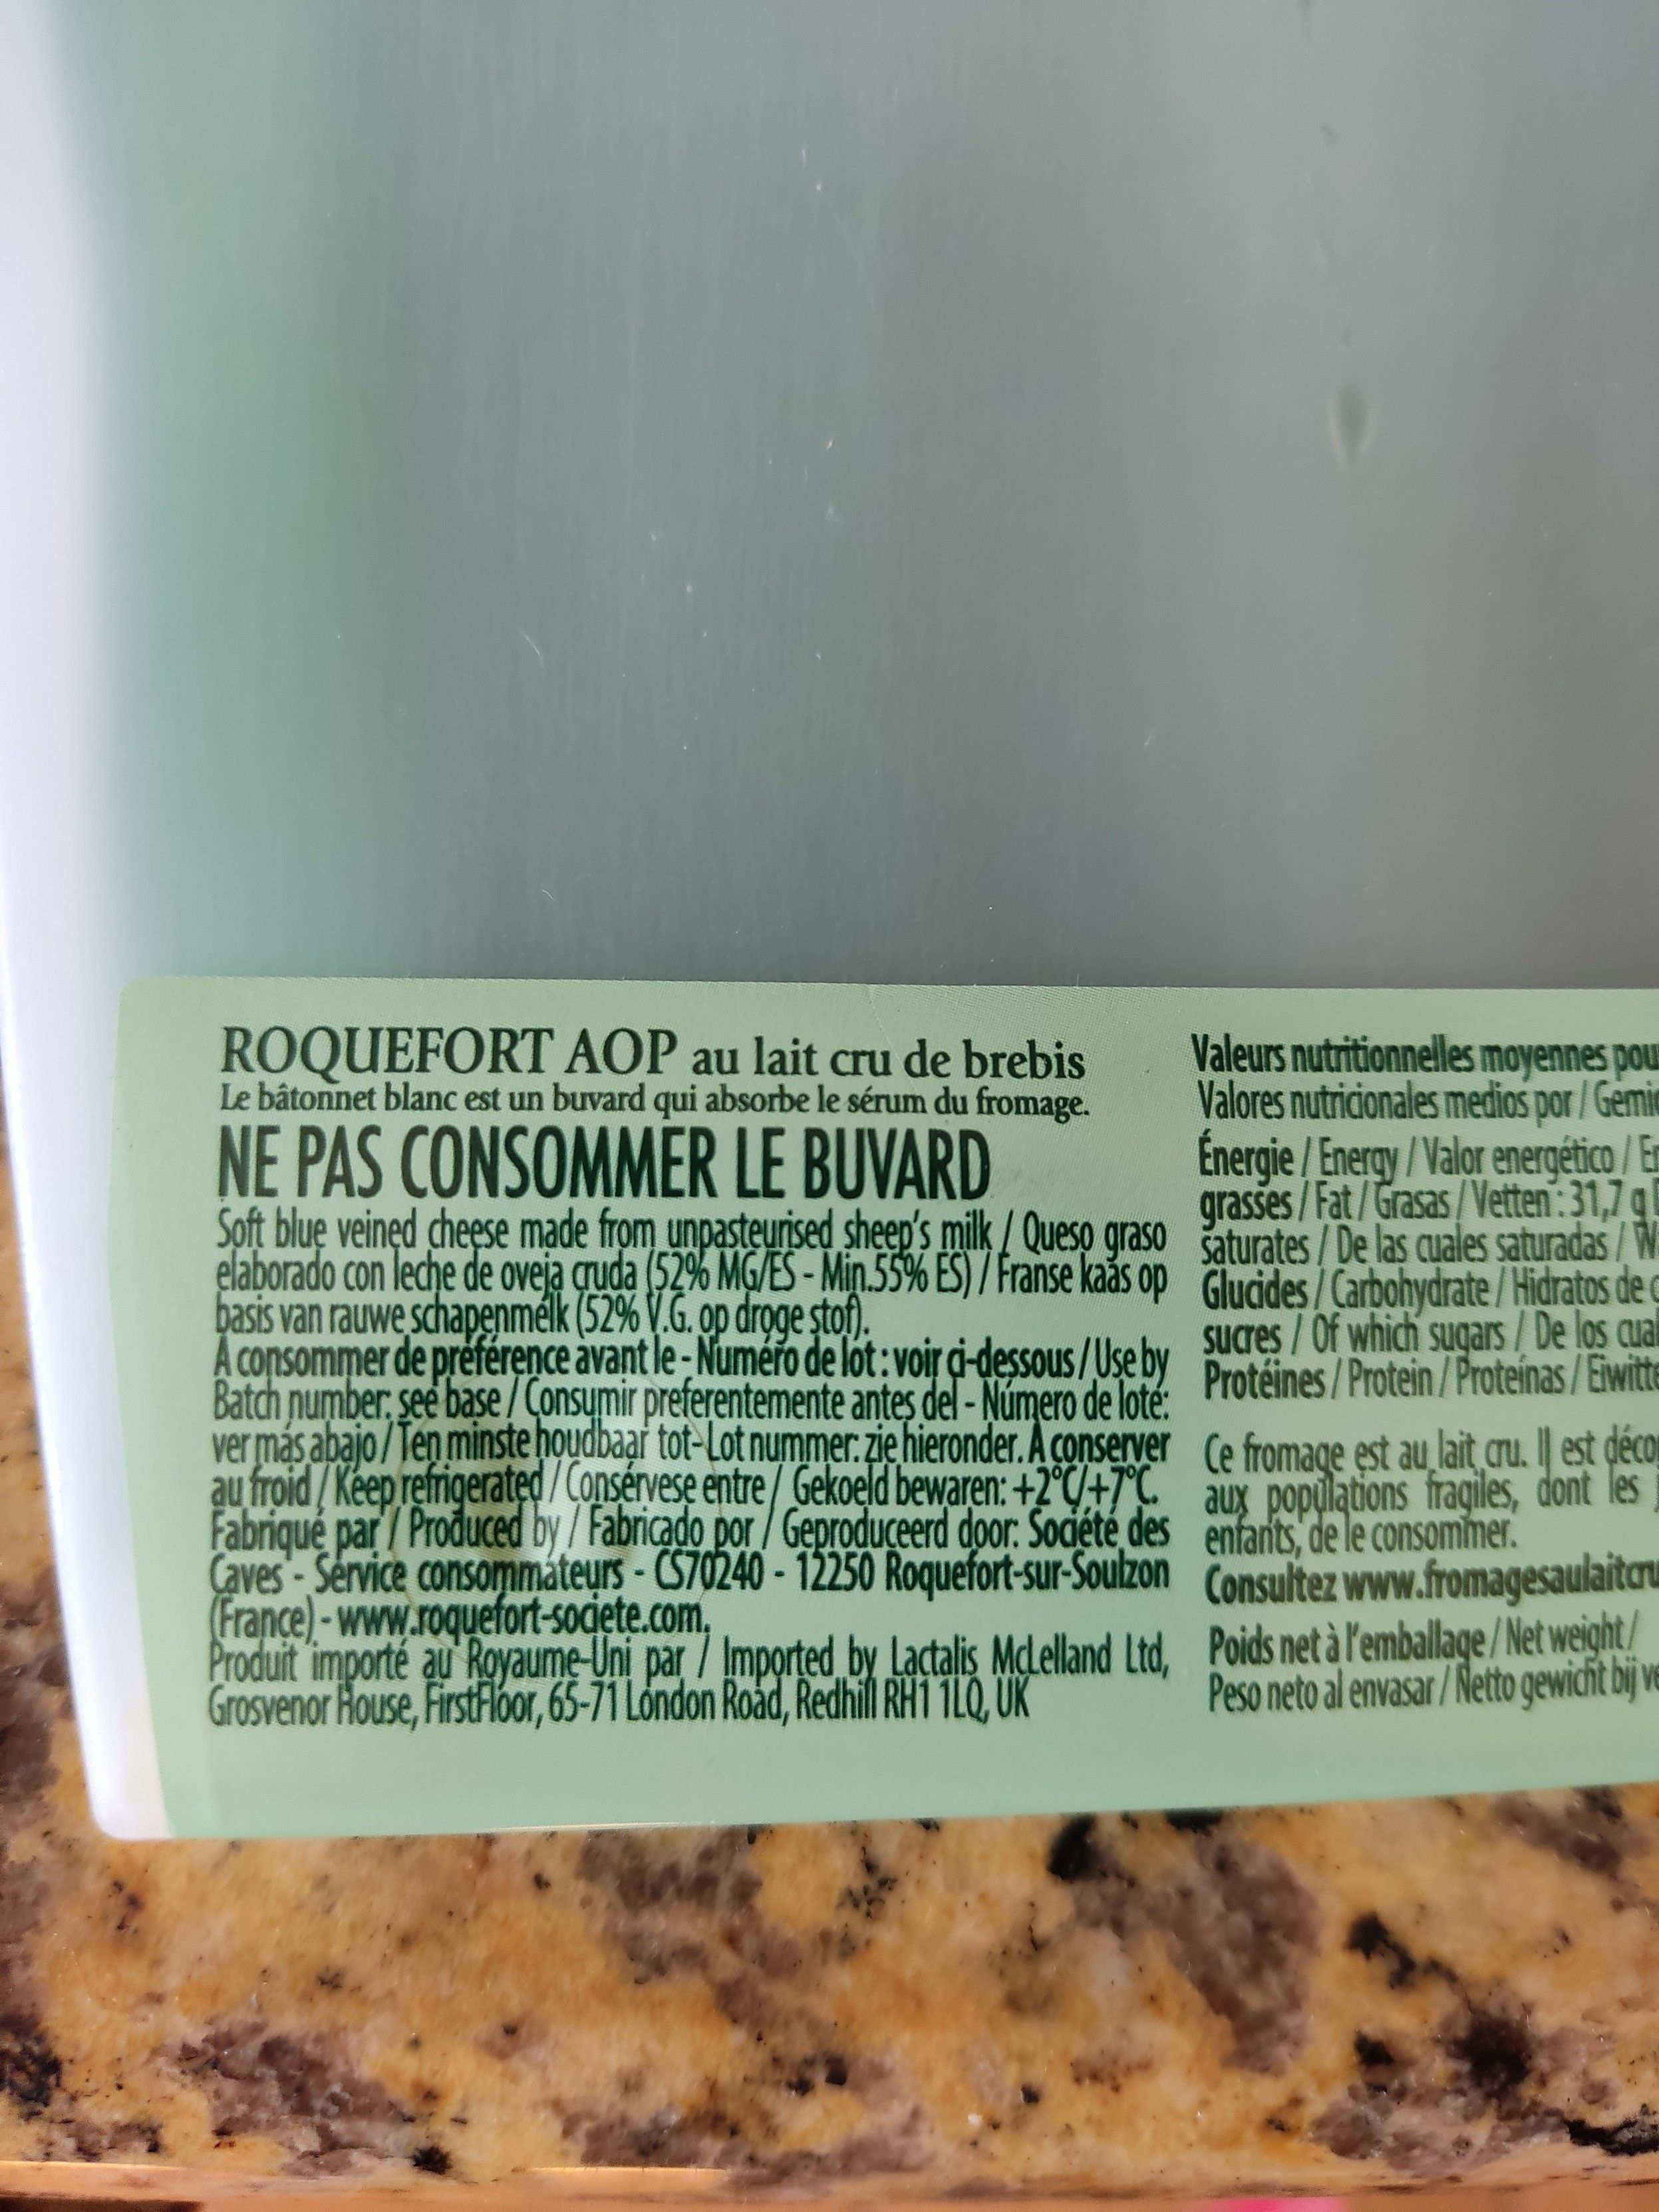 ROQUEFORT AOP au lait cru de brebis
Le bâtonnet blanc est un buvard qui absorbe le sérum du fromage.
NE PAS CONSOMMER LE BUVARD
Soft blue veined cheese made from unpasteurised sheep's milk / Queso graso
elaborado con leche de oveja cruda (52% MG/ES - Min.55% ES) / Franse kaas op
basis van rauwe schapenmelk (52% V.G. op droge stof).
À consommer de préférence avant le - Numéro de lot : voir ci-dessous / Use by
Batch number: see base / Consumir preferentemente antes del - Número de lote:
ver más abajo / Ten minste houdbaar tot- Lot nummer: zie hieronder. À conserver
au froid / Keep refrigerated / Consérvese entre / Gekoeld bewaren: +2°C/+7°C.
Fabriqué par / Produced by / Fabricado por / Geproduceerd door: Société des
Caves - Service consommateurs - CS70240 - 12250 Roquefort-sur-Soulzon
(France) - www.roquefort-societe.com.
Produit importé au Royaume-Uni par / Imported by Lactalis McLelland Ltd,
Grosvenor House, FirstFloor, 65-71 London Road, Redhill RH1 1LQ, UK
Valeurs nutritionnelles moyennes pou
Valores nutricionales medios por / Gemi
Énergie / Energy / Valor energético / E
grasses / Fat / Grasas / Vetten : 31,7 g
saturates / De las cuales saturadas / W
Glucides / Carbohydrate / Hidratos de
sucres / Of which sugars / De los cua
Protéines / Protein / Proteínas / Eiwitt
Ce fromage est au lait cru. Il est déco
aux populations fragiles, dont les
enfants, de le consommer.
Consultez www.fromagesaulaitcru
Poids net à l'emballage / Net weight /
Peso neto al envasar / Netto gewicht bij ve